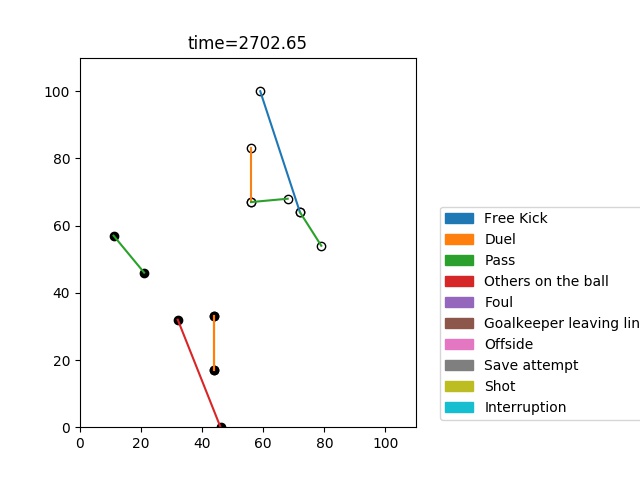 time=2702.65
100
80
60
40
20
0
0 20 40 60 80 100
Free Kick
Duel
Pass
Others on the ball
Foul
Goalkeeper leaving lin
Offside
Save attempt
Shot
Interruption